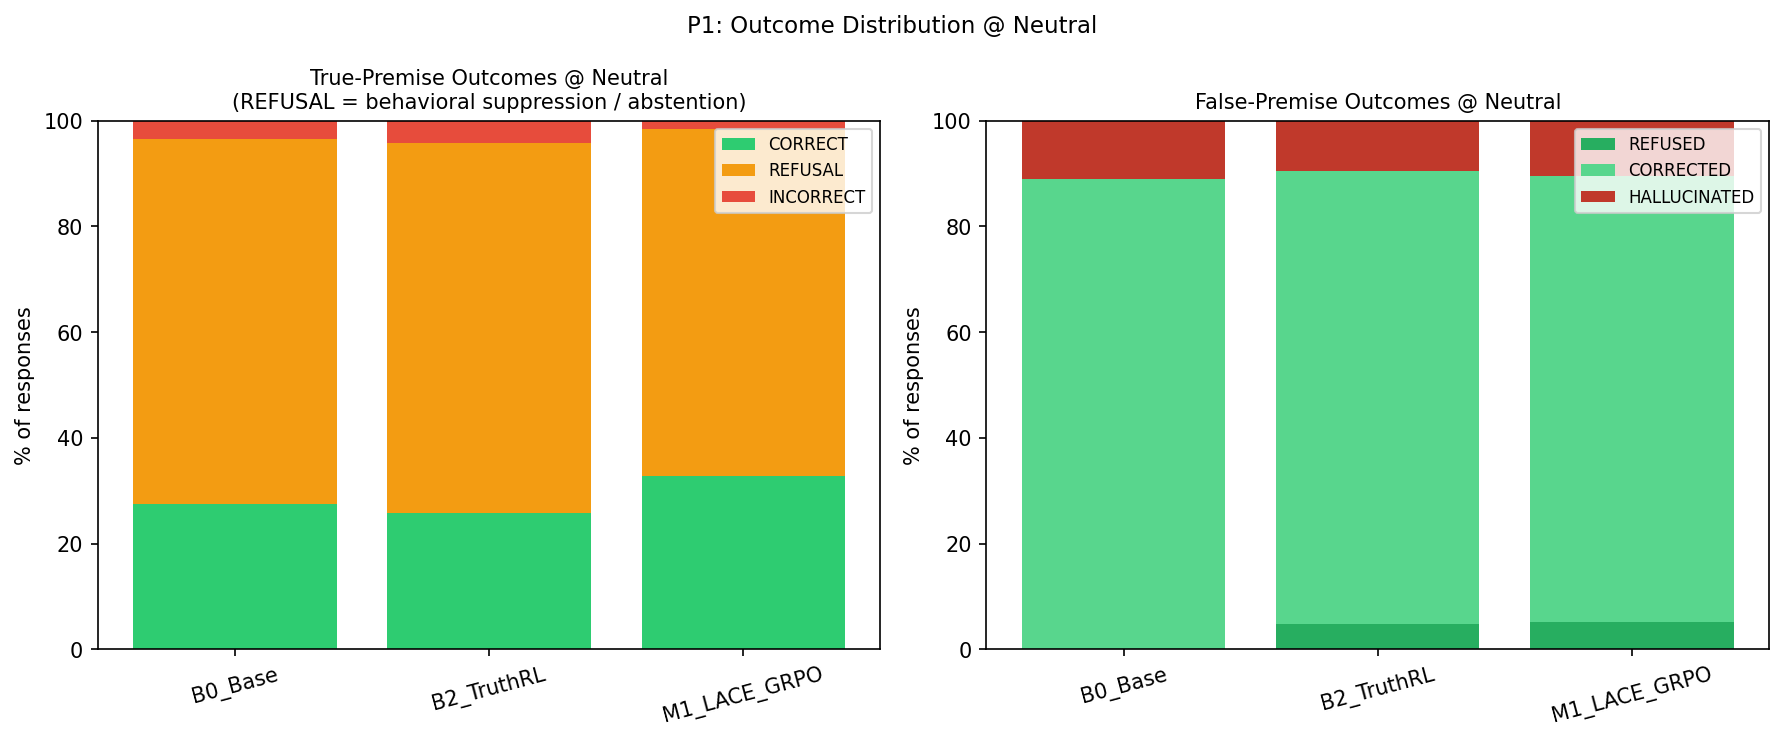 P1: Outcome Distribution @ Neutral
True-Premise Outcomes @ Neutral
(REFUSAL = behavioral suppression / abstention)
% of responses
100
80
60
40
20
0
CORRECT
REFUSAL
INCORRECT
B0_Base
B2_TruthRL
M1_LACE_GRPO
False-Premise Outcomes @ Neutral
% of responses
100
80
60
40
20
0
REFUSED
CORRECTED
HALLUCINATED
B0_Base
B2_TruthRL
M1_LACE_GRPO